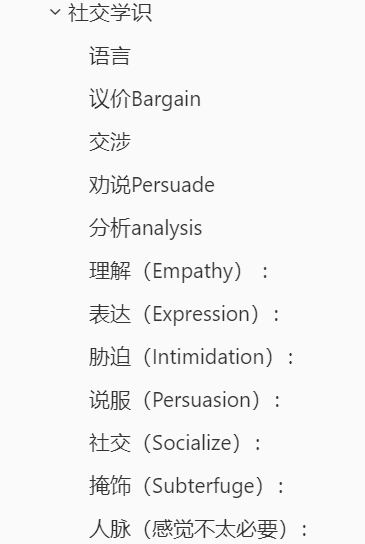 社交学识
语言
议价Bargain
交涉
劝说Persuade
分析analysis
理解（Empathy）：
表达（Expression）：
胁迫（Intimidation）：
说服（Persuasion）：
社交（Socialize）：
掩饰（Subterfuge）：
人脉（感觉不太必要）：